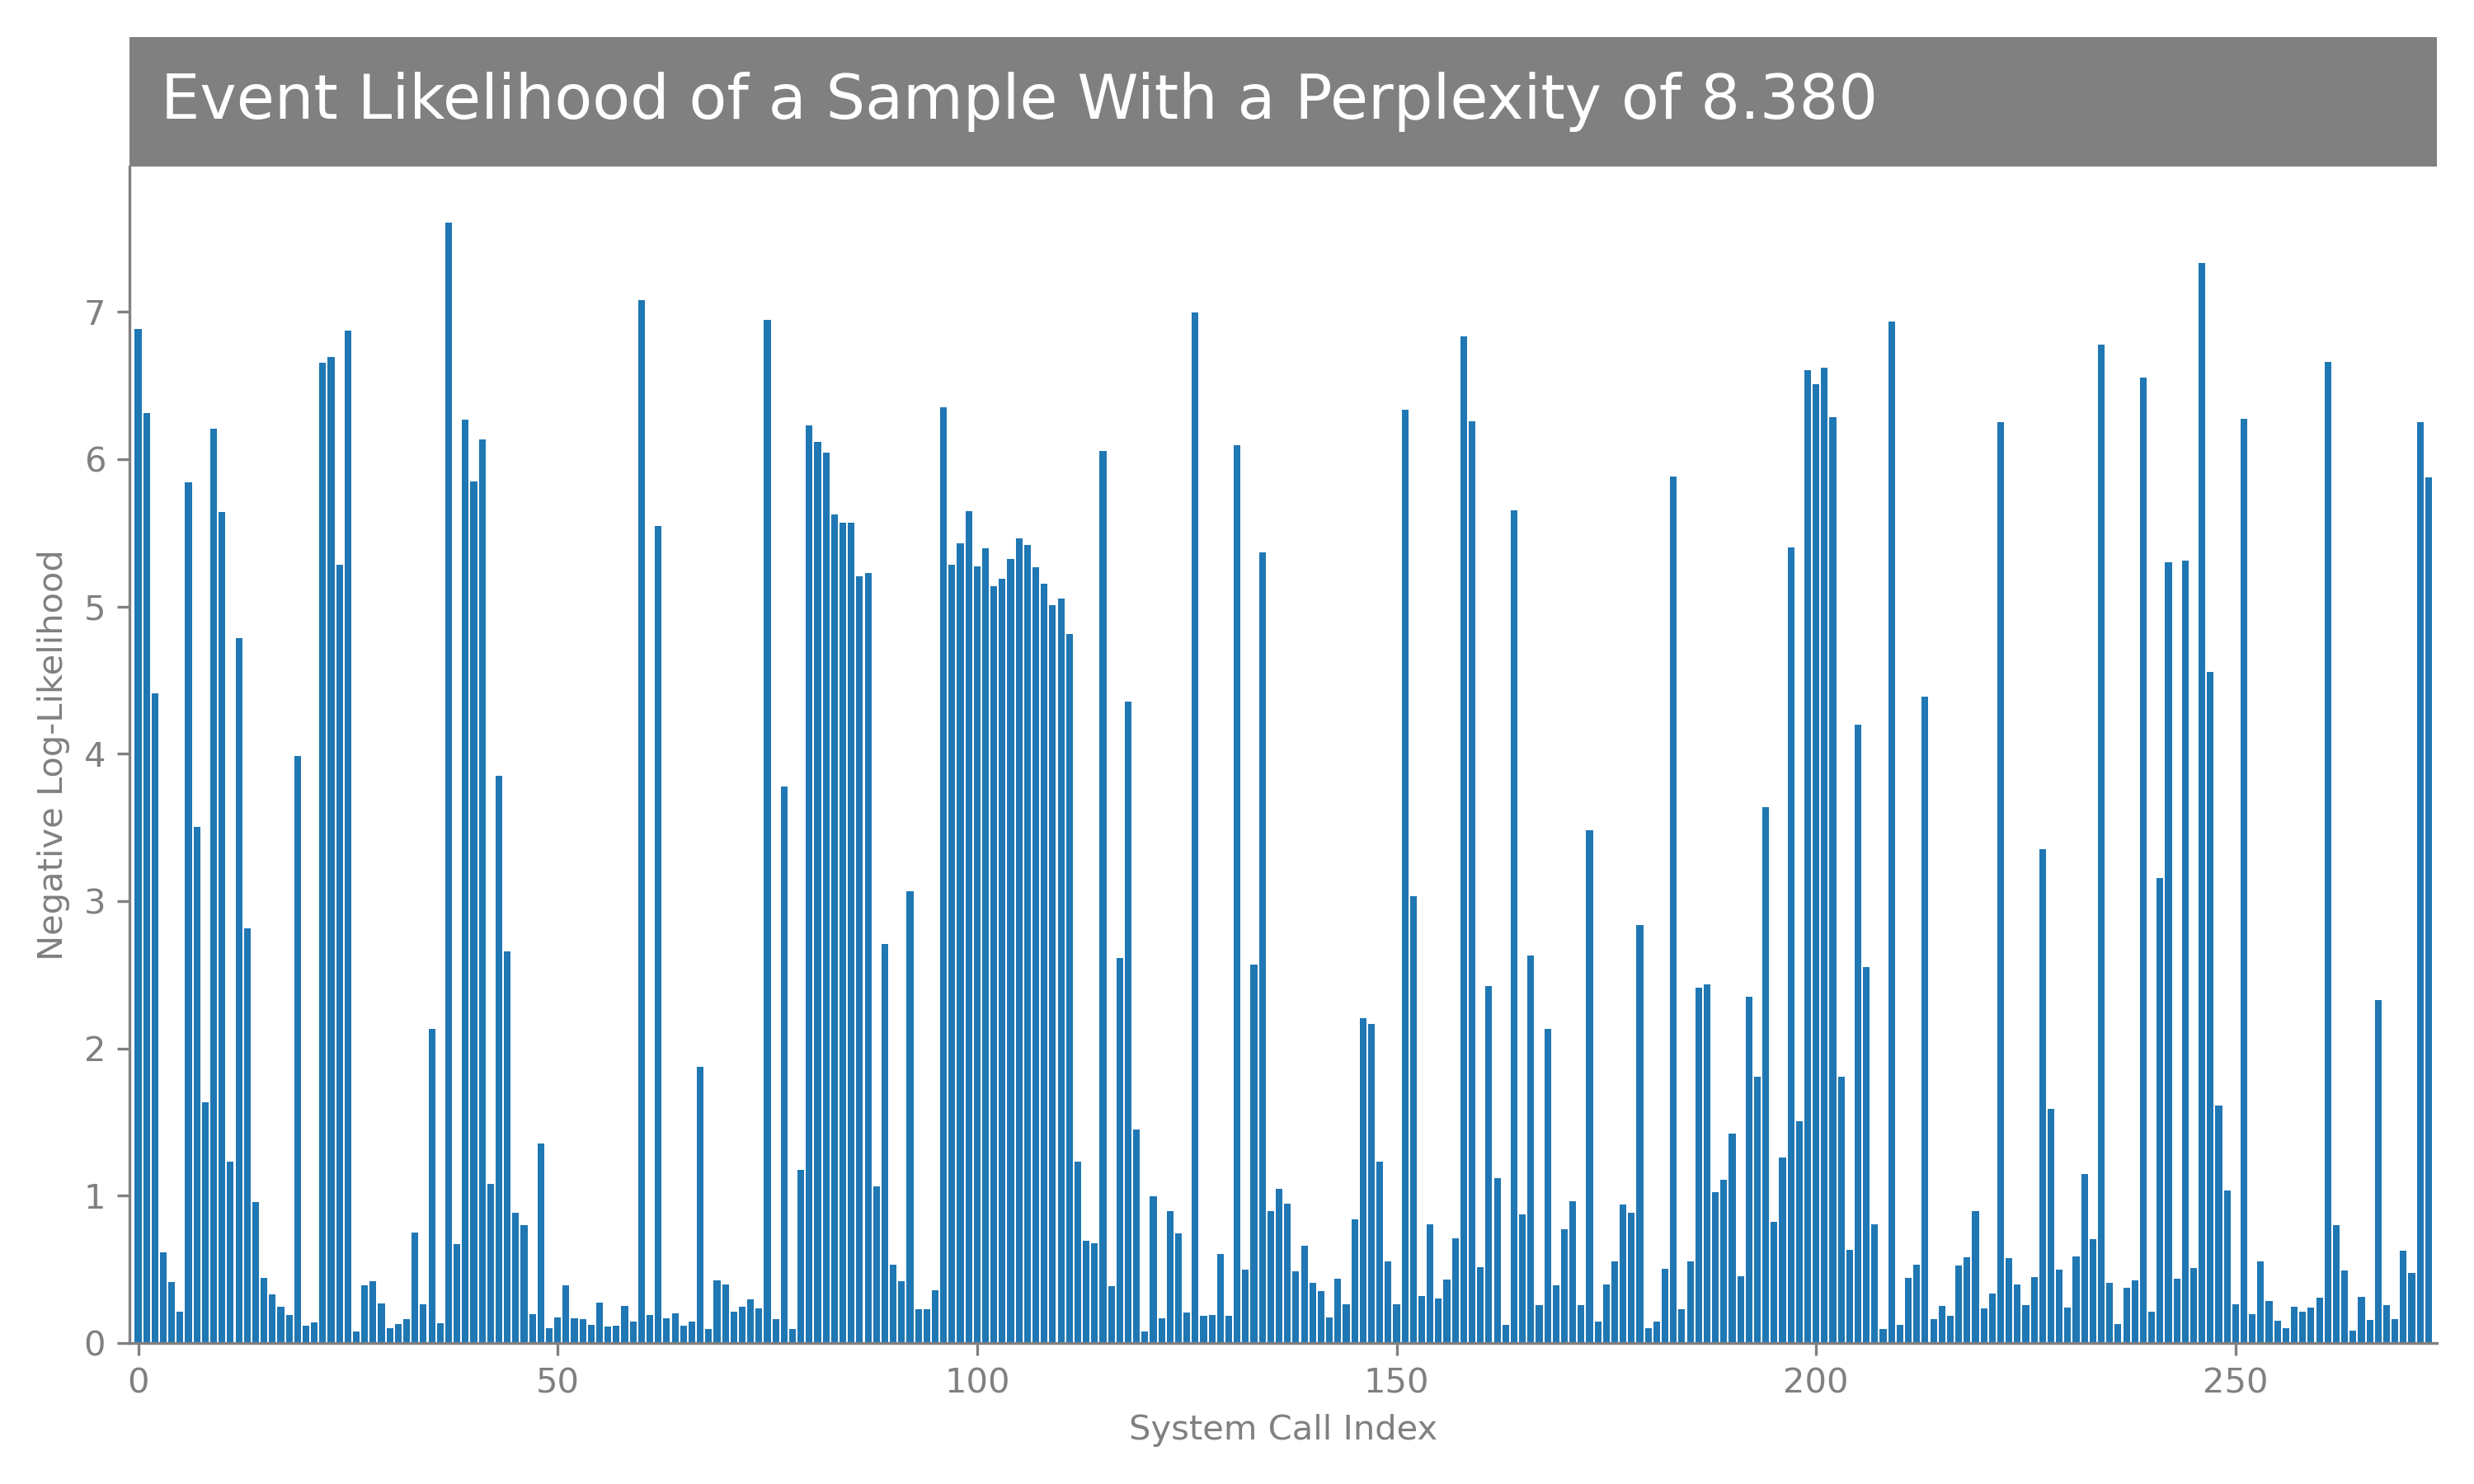 Event Likelihood of a Sample With a Perplexity of 8.380
Negative Log-Likelihood
7
6
5
4
3
2
1
0
0 50 100 150 200 250
System Call Index